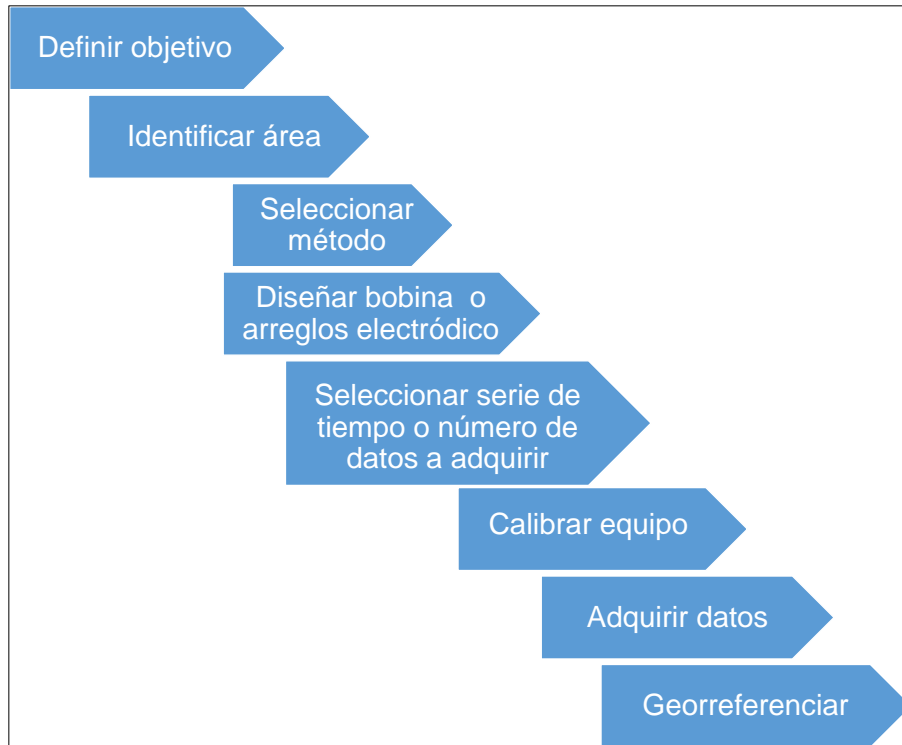 Definir objetivo
Identificar área
Seleccionar
método
Diseñar bobina o
arreglos electródico
Seleccionar serie de
tiempo o número de
datos a adquirir
Calibrar equipo
Adquirir datos
Georreferenciar